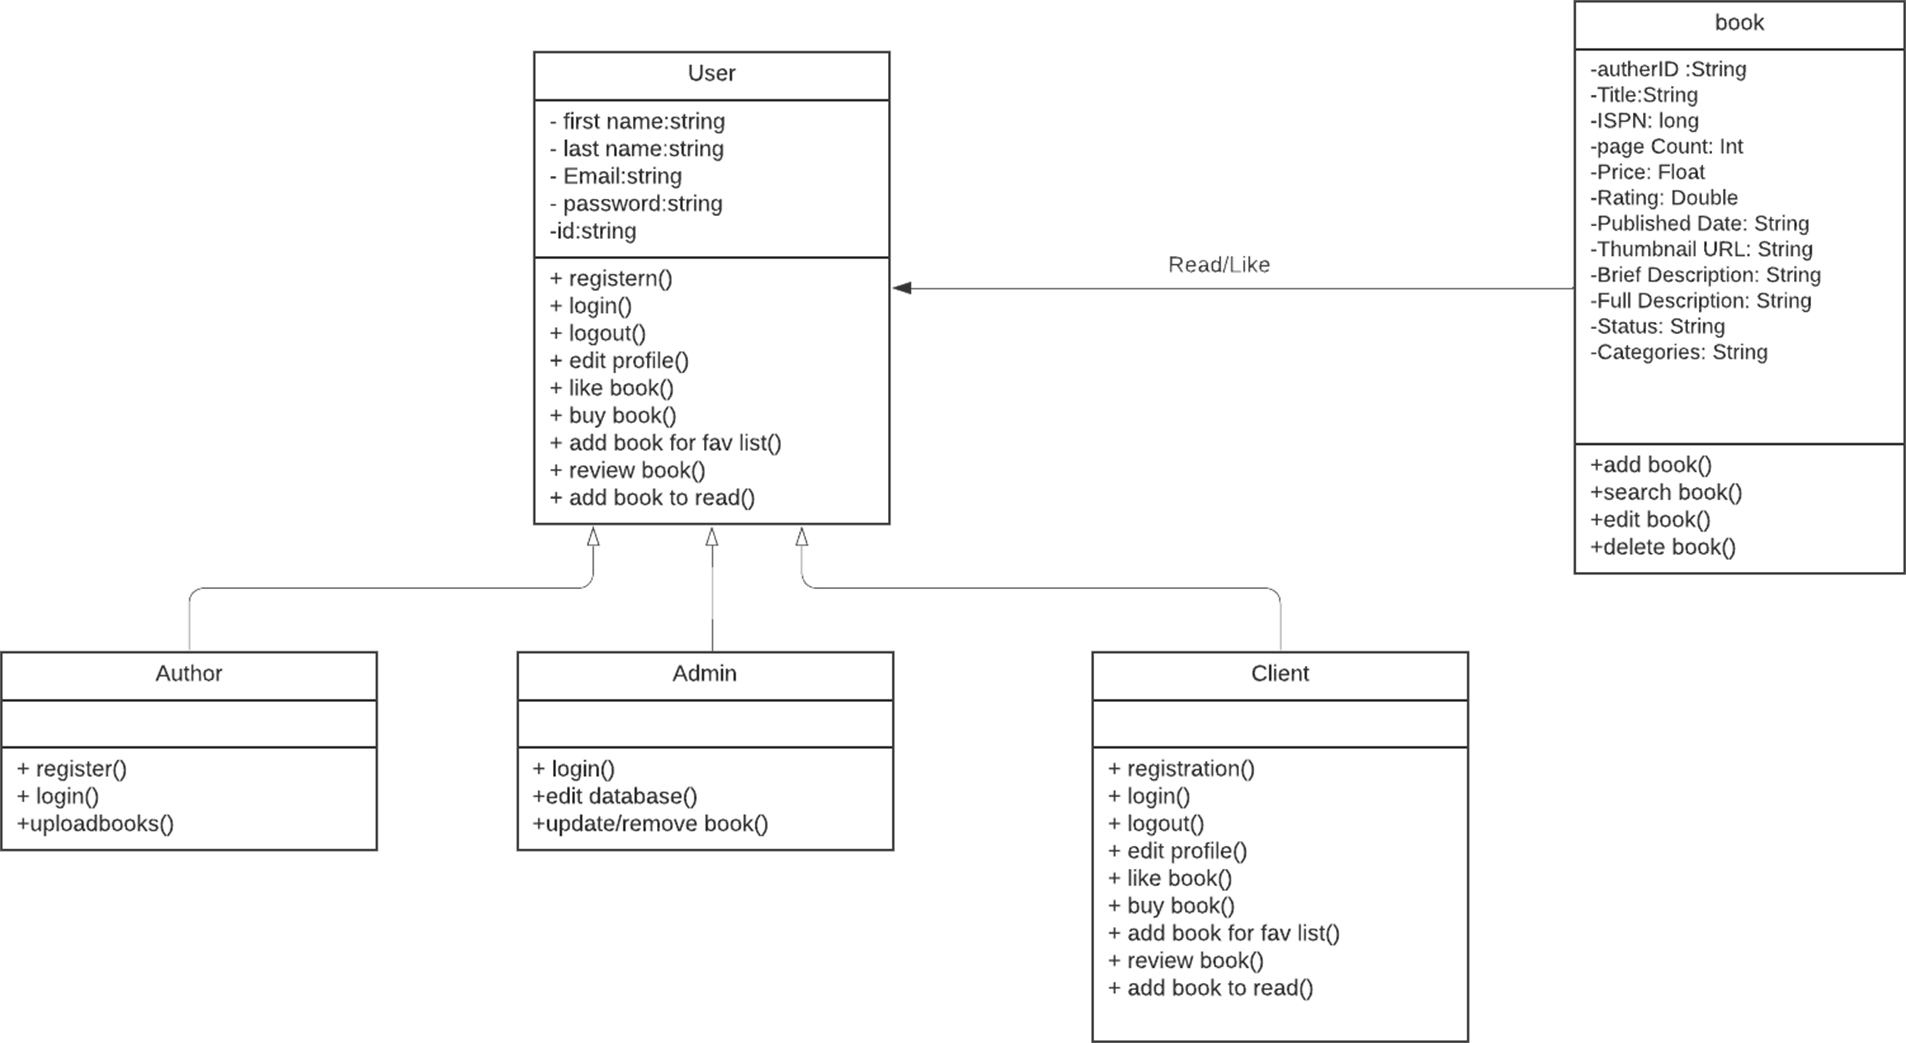 User
- first name:string
- last name:string
- Email:string
- password:string
-id:string
+ registern()
+ login()
+ logout()
+ edit profile()
+ like book()
+ buy book()
+ add book for fav list()
+ review book()
+ add book to read()
Read/Like
book
-autherID :String
-Title:String
-ISPN: long
-page Count: Int
-Price: Float
-Rating: Double
-Published Date: String
-Thumbnail URL: String
-Brief Description: String
-Full Description: String
-Status: String
-Categories: String
+add book()
+search book()
+edit book()
+delete book()
Author
+ register()
+ login()
+uploadbooks()
Admin
+ login()
+edit database()
+update/remove book()
Client
+ registration()
+ login()
+ logout()
+ edit profile()
+ like book()
+ buy book()
+ add book for fav list()
+ review book()
+ add book to read()